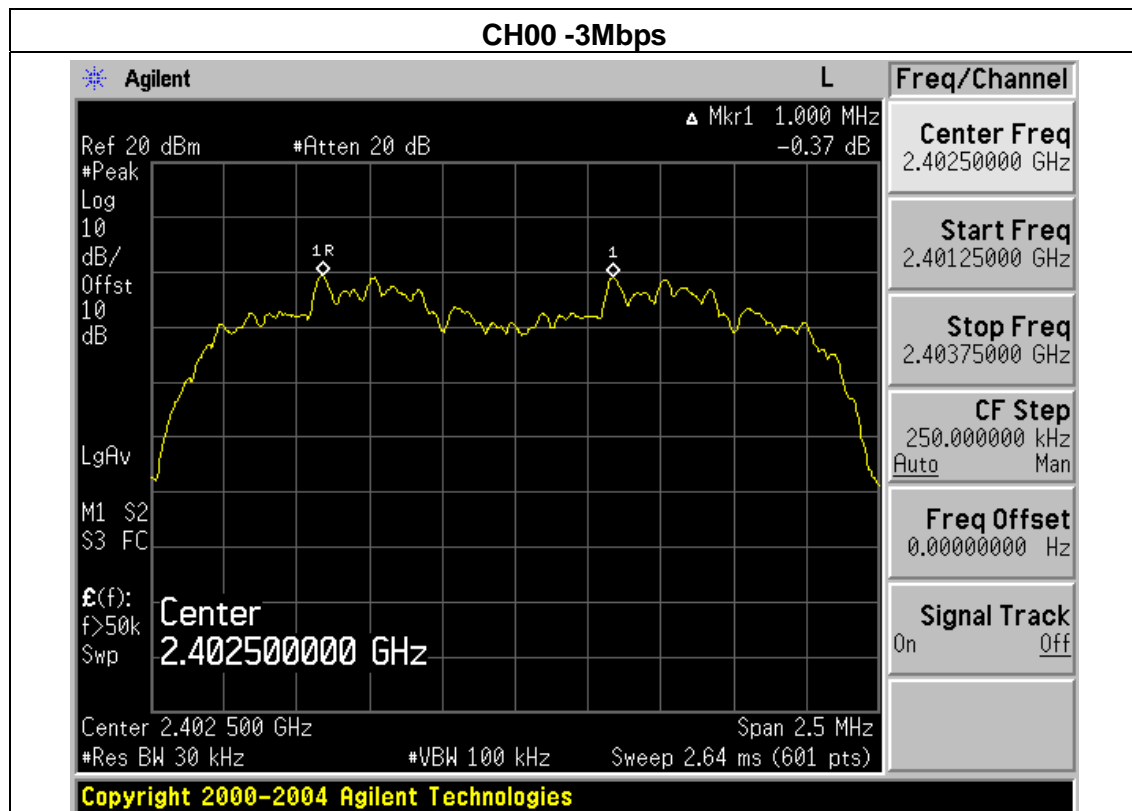 CH00 -3Mbps
Agilent L Freq/Channel
▵ Mkr1 1.000 MHz
Ref 20 dBm #Atten 20 dB -0.37 dB
#Peak
Log
10
dB/
Offst
10
dB
1R 1
LgAv
M1 S2
S3 FC
£(f):
f>50k
Swp
Center
2.402500000 GHz
Center 2.402 500 GHz Span 2.5 MHz
#Res BW 30 kHz #VBW 100 kHz Sweep 2.64 ms (601 pts)
Center Freq
2.40250000 GHz
Start Freq
2.40125000 GHz
Stop Freq
2.40375000 GHz
CF Step
250.000000 kHz
Auto Man
Freq Offset
0.00000000 Hz
Signal Track
On Off
Copyright 2000-2004 Agilent Technologies